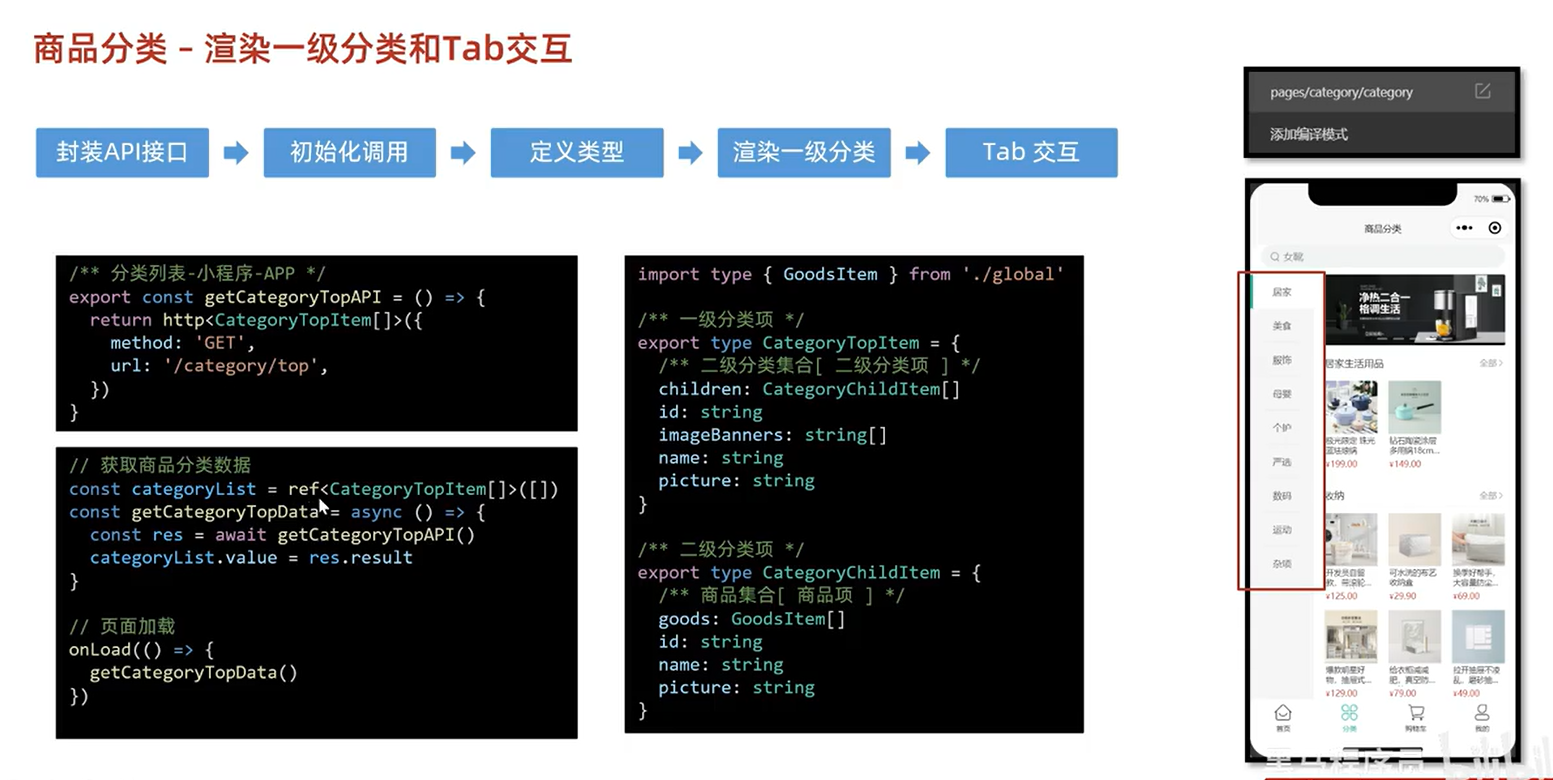 商品分类 – 渲染一级分类和Tab交互
封装API接口
初始化调用
定义类型
渲染一级分类
Tab 交互
/** 分类列表-小程序-APP */
export const getCategoryTopAPI = () => {
  return http<CategoryTopItem[]>({
    method: 'GET',
    url: '/category/top',
  })
}
// 获取商品分类数据
const categoryList = ref<CategoryTopItem[]>([])
const getCategoryTopData = async () => {
  const res = await getCategoryTopAPI()
  categoryList.value = res.result
}
// 页面加载
onLoad(() => {
  getCategoryTopData()
})
import type { GoodsItem } from './global'
/** 一级分类项 */
export type CategoryTopItem = {
  /** 二级分类集合[ 二级分类项 ] */
  children: CategoryChildItem[]
  id: string
  imageBanners: string[]
  name: string
  picture: string
}
/** 二级分类项 */
export type CategoryChildItem = {
  /** 商品集合[ 商品项 ] */
  goods: GoodsItem[]
  id: string
  name: string
  picture: string
}
pages/category/category
添加编译模式
70%
商品分类
女靴
居家
美食
服饰
母婴
个护
严选
数码
运动
杂项
净热二合一
格调生活
居家生活用品
全部
极光限定 珠光
蓝珐琅锅
¥199.00
钻石陶瓷涂层
多用锅18cm...
¥149.00
收纳
全部
开发员自留
款，带滚轮...
¥125.00
可水洗的布艺
收纳盒
¥29.90
换季好帮手，
大容量防尘...
¥69.00
爆款明星好
物，抽屉式...
¥129.00
给衣柜减减
肥，真空防...
¥79.00
拉开抽屉不凌
乱，磨砂抽...
¥49.00
首页
分类
购物车
我的